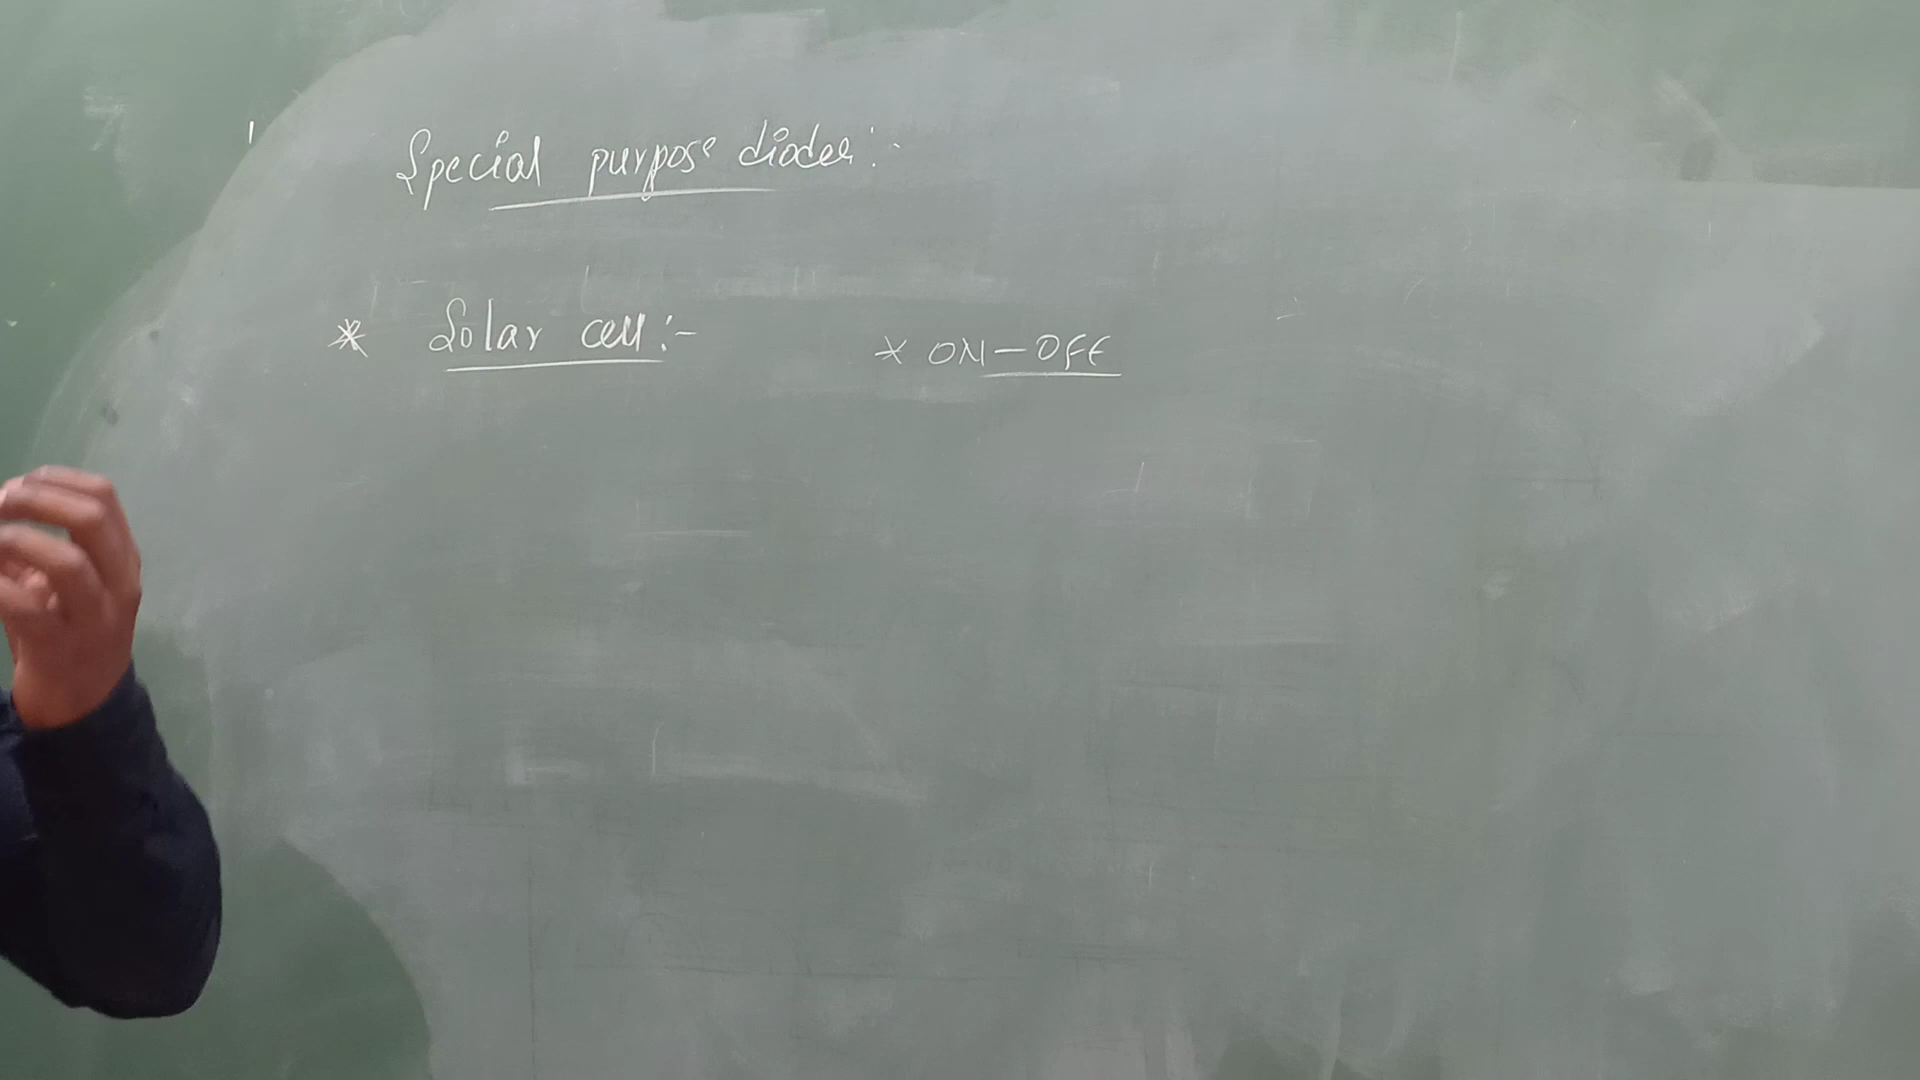 Special purpose diodes:-
* Solar cell:- * ON-OFF